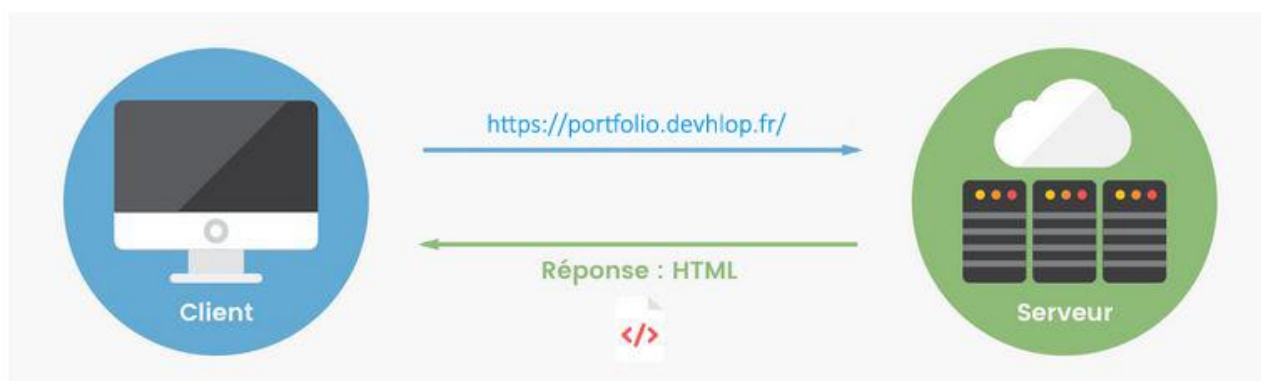 https://portfolio.devhlop.fr/
Réponse : HTML
</>
Client
Serveur